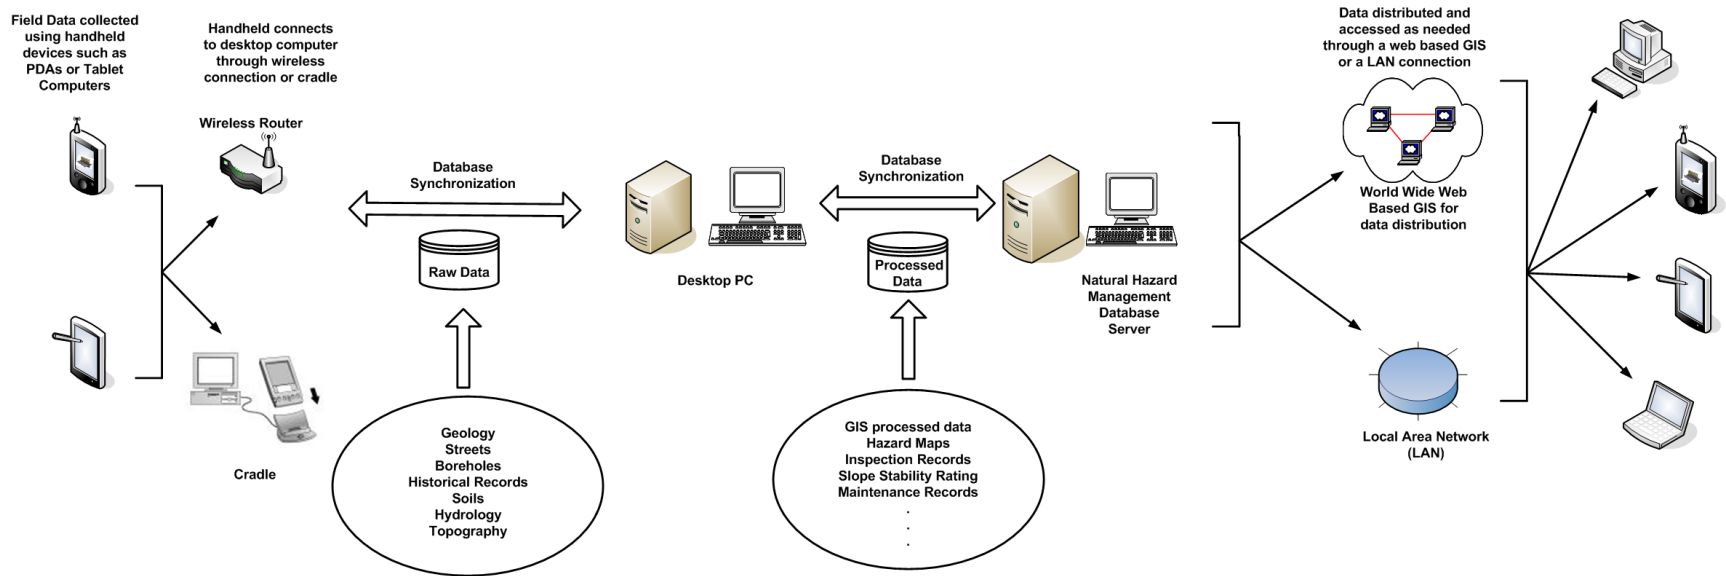 Field Data collected
using handheld
devices such as
PDAs or Tablet
Computers
Handheld connects
to desktop computer
through wireless
connection or cradle
Wireless Router
Cradle
Database
Synchronization
Raw Data
Geology
Streets
Boreholes
Historical Records
Soils
Hydrology
Topography
Desktop PC
Database
Synchronization
Processed
Data
GIS processed data
Hazard Maps
Inspection Records
Slope Stability Rating
Maintenance Records
.
.
.
Natural Hazard
Management
Database
Server
Data distributed and
accessed as needed
through a web based GIS
or a LAN connection
World Wide Web
Based GIS for
data distribution
Local Area Network
(LAN)